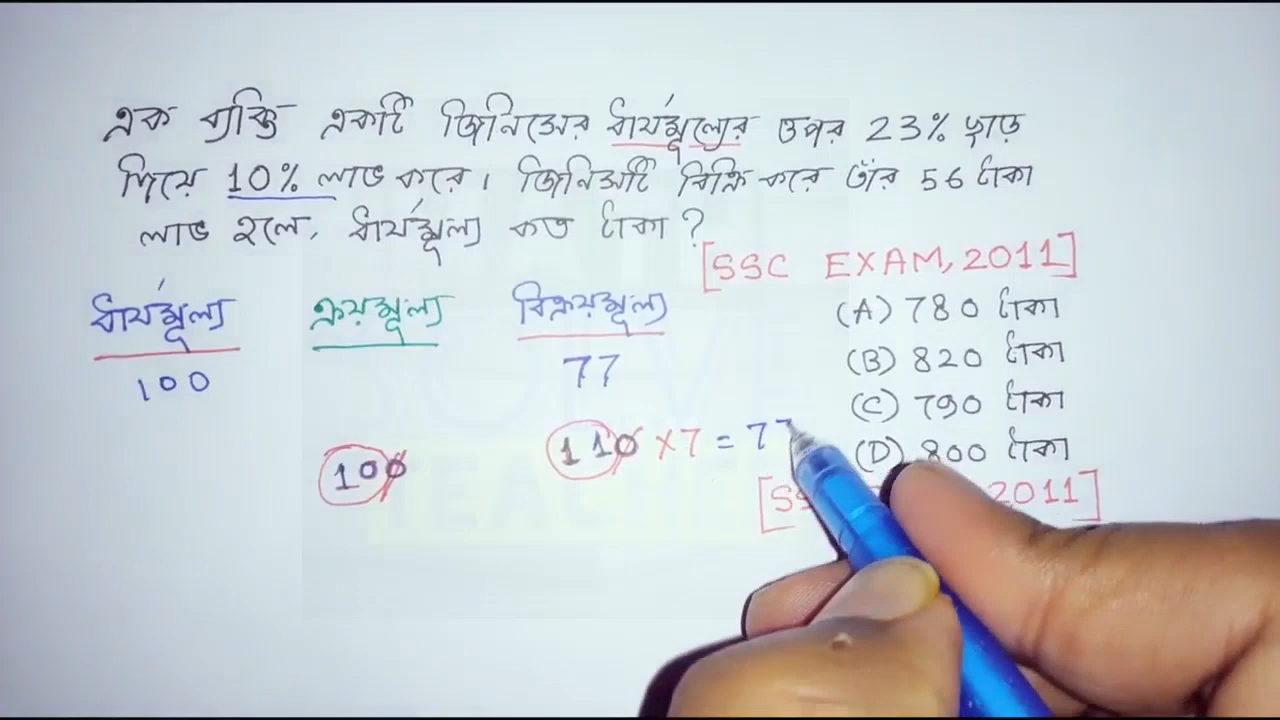 এক ব্যক্তি একটি জিনিসের ধার্যমূল্যের ওপর 23% ছাড়
দিয়ে 10% লাভ করে। জিনিসটি বিক্রি করে তাঁর 56 টাকা
লাভ হলে, ধার্যমূল্য কত টাকা?
[SSC EXAM, 2011]
ধার্যমূল্য ক্রয়মূল্য বিক্রয়মূল্য
(A) 780 টাকা
100 77
(B) 820 টাকা
(C) 790 টাকা
100 110 × 7 = 77
(D) 800 টাকা
2011]